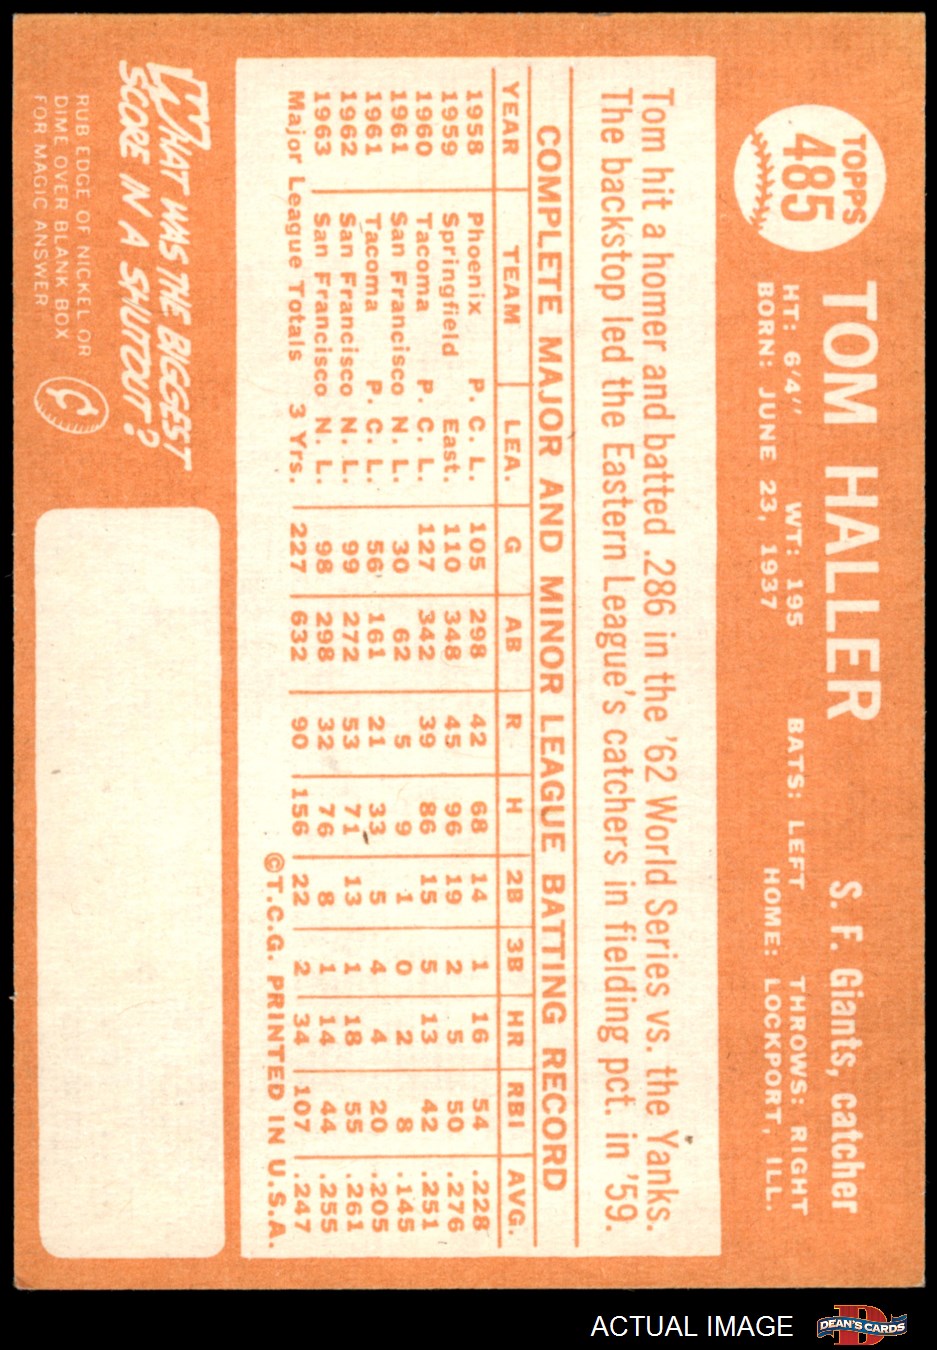 TOPPS
485
TOM HALLER
S. F. Giants, catcher
HT: 6'4" WT: 195 BATS: LEFT THROWS: RIGHT
BORN: JUNE 23, 1937 HOME: LOCKPORT, ILL.
Tom hit a homer and batted .286 in the '62 World Series vs. the Yanks.
The backstop led the Eastern League's catchers in fielding pct. in '59.
COMPLETE MAJOR AND MINOR LEAGUE BATTING RECORD
YEAR TEAM LEA. G AB R H 2B 3B HR RBI AVG.
1958 Phoenix P. C. L. 105 298 42 68 14 1 16 54 .228
1959 Springfield East. 110 348 45 96 19 2 5 50 .276
1960 Tacoma P. C. L. 127 342 39 86 15 5 13 42 .251
1961 San Francisco N. L. 30 62 5 9 1 0 2 8 .145
1961 Tacoma P. C. L. 56 161 21 33 5 4 4 20 .205
1962 San Francisco N. L. 99 272 53 71 13 1 18 55 .261
1963 San Francisco N. L. 98 298 32 76 8 1 14 44 .255
Major League Totals 3 Yrs. 227 632 90 156 22 2 34 107 .247
©T.C.G. PRINTED IN U.S.A.
WHAT WAS THE BIGGEST
SCORE IN A SHUTOUT?
RUB EDGE OF NICKEL OR
DIME OVER BLANK BOX
FOR MAGIC ANSWER
ACTUAL IMAGE
D
DEAN'S CARDS